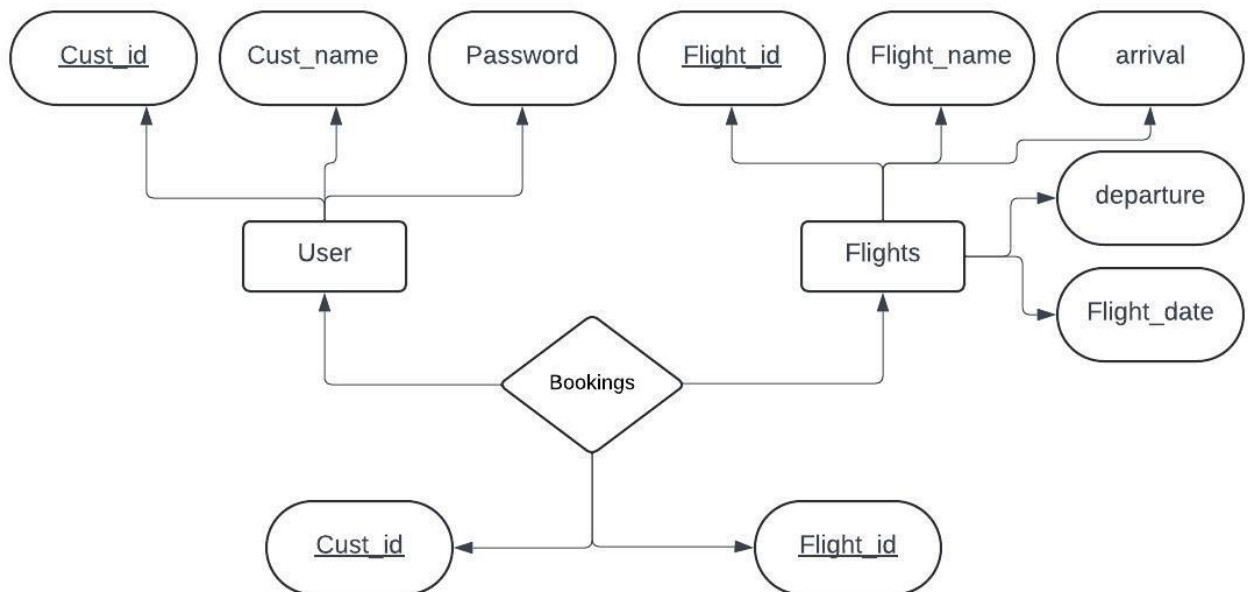 Cust_id
Cust_name
Password
Flight_id
Flight_name
arrival
departure
User
Flights
Flight_date
Bookings
Cust_id
Flight_id